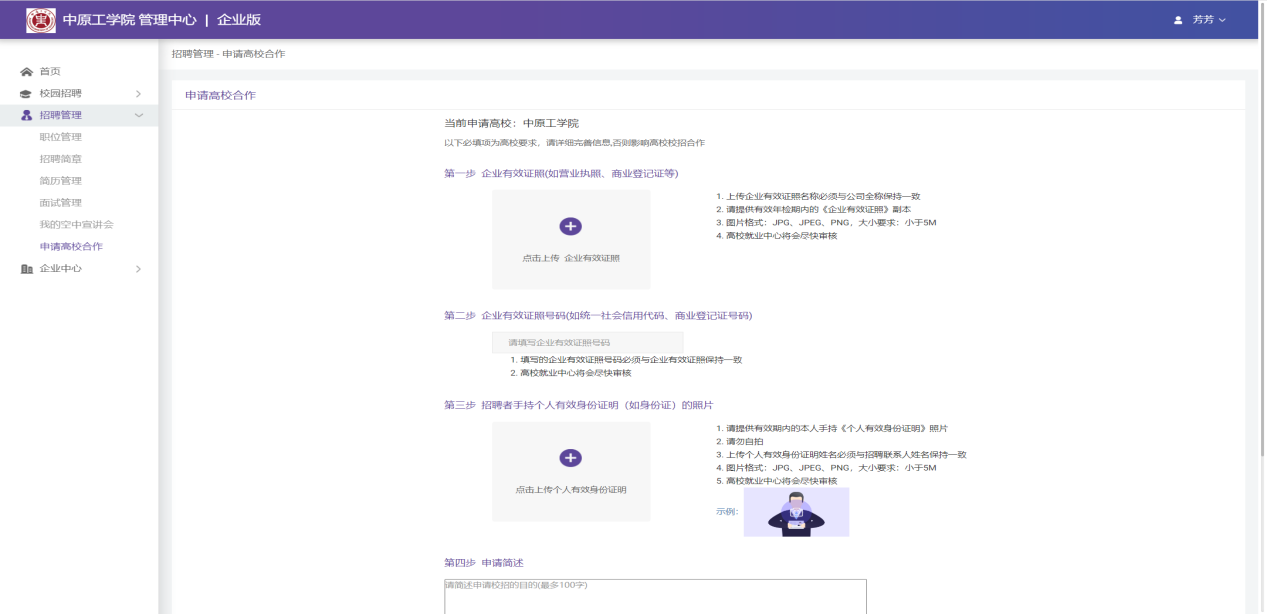 中原工学院 管理中心 | 企业版
芳芳
招聘管理 - 申请高校合作
首页
校园招聘
招聘管理
职位管理
招聘简章
简历管理
面试管理
我的空中宣讲会
申请高校合作
企业中心
申请高校合作
当前申请高校：中原工学院
以下必填项为高校要求，请详细完善信息,否则影响高校校招合作
第一步 企业有效证照(如营业执照、商业登记证等)
点击上传 企业有效证照
1. 上传企业有效证照名称必须与公司全称保持一致
2. 请提供有效年检期内的《企业有效证照》副本
3. 图片格式：JPG、JPEG、PNG，大小要求：小于5M
4. 高校就业中心将会尽快审核
第二步 企业有效证照号码(如统一社会信用代码、商业登记证号码)
请填写企业有效证照号码
1. 填写的企业有效证照号码必须与企业有效证照保持一致
2. 高校就业中心将会尽快审核
第三步 招聘者手持个人有效身份证明（如身份证）的照片
点击上传个人有效身份证明
1. 请提供有效期内的本人手持《个人有效身份证明》照片
2. 请勿自拍
3. 上传个人有效身份证明姓名必须与招聘联系人姓名保持一致
4. 图片格式：JPG、JPEG、PNG，大小要求：小于5M
5. 高校就业中心将会尽快审核
示例：
第四步 申请简述
请简述申请校招的目的(最多100字)